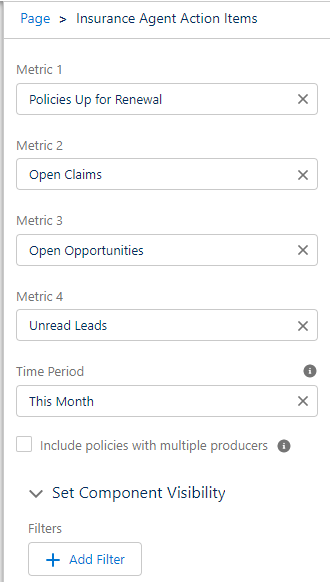 Page > Insurance Agent Action Items
Metric 1
Policies Up for Renewal
Metric 2
Open Claims
Metric 3
Open Opportunities
Metric 4
Unread Leads
Time Period
This Month
Include policies with multiple producers
Set Component Visibility
Filters
+ Add Filter